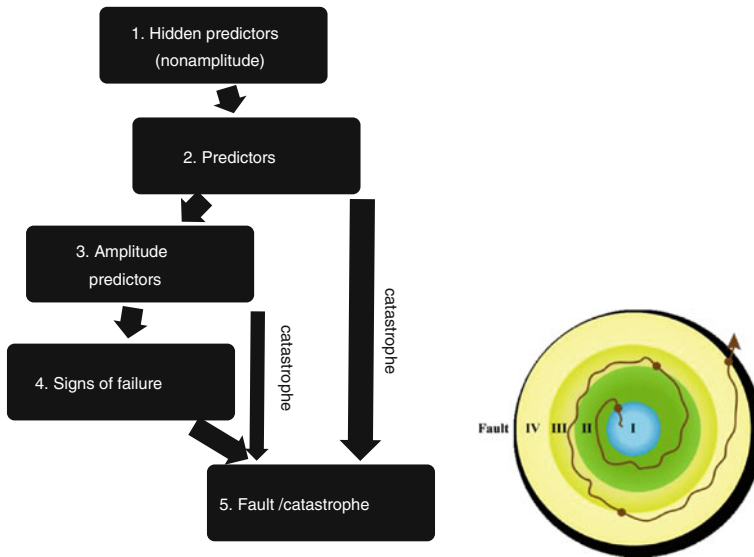 1. Hidden predictors
(nonamplitude)
2. Predictors
3. Amplitude
predictors
catastrophe
catastrophe
4. Signs of failure
5. Fault /catastrophe
Fault IV III II I